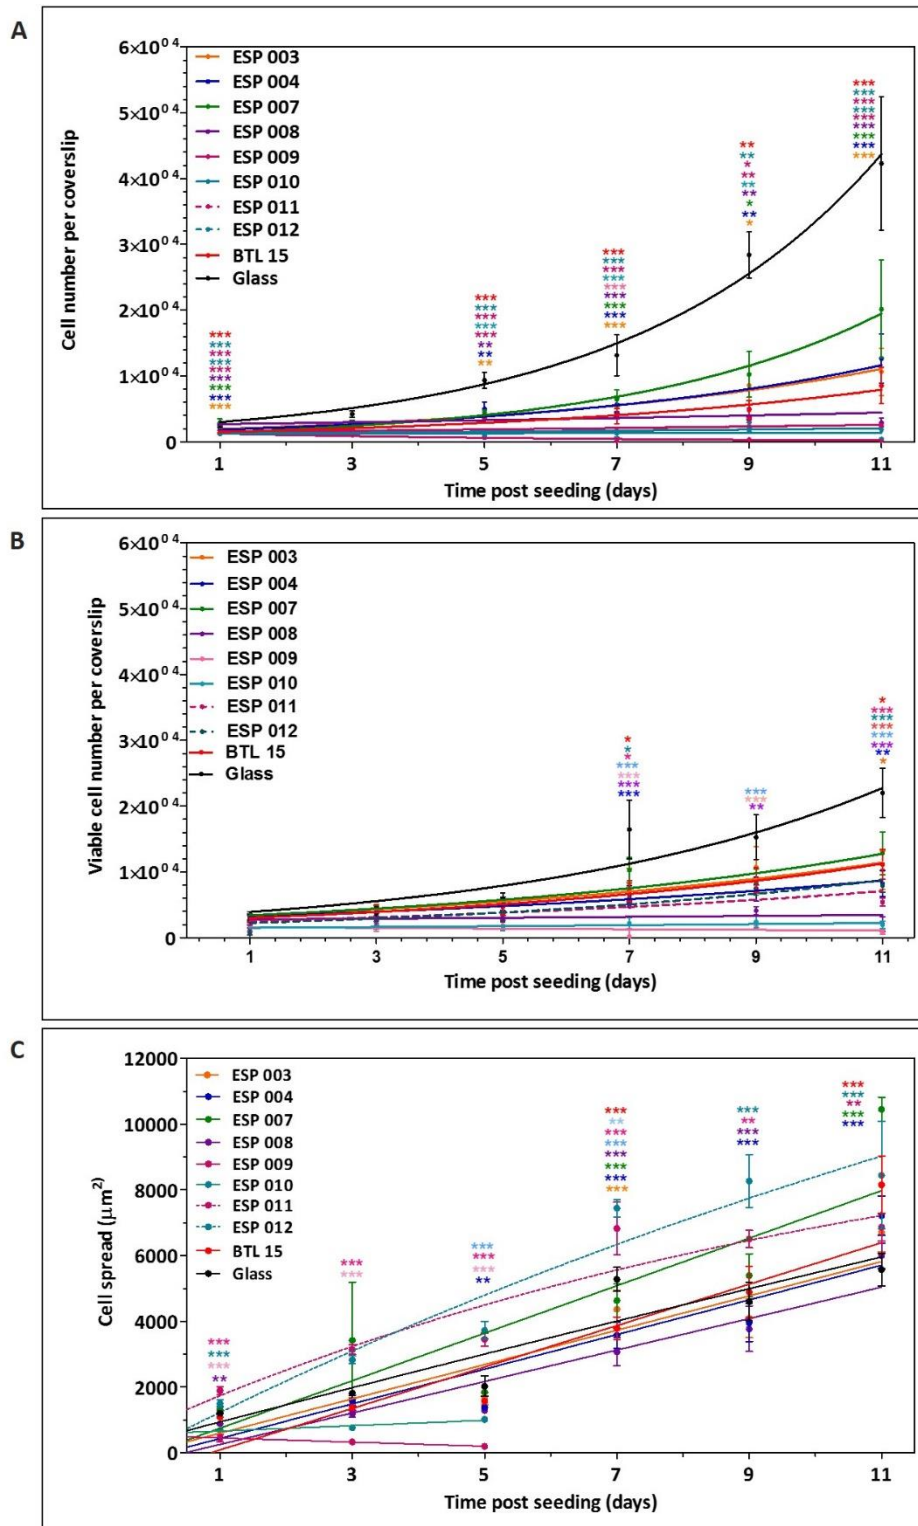 A
6×10⁰⁴
5×10⁰⁴
4×10⁰⁴
3×10⁰⁴
2×10⁰⁴
1×10⁰⁴
0
Cell number per coverslip
ESP 003
ESP 004
ESP 007
ESP 008
ESP 009
ESP 010
ESP 011
ESP 012
BTL 15
Glass
***
***
***
***
***
***
***
***
***
***
***
***
***
***
**
**
**
***
***
***
***
***
***
***
***
***
**
**
*
**
**
**
*
**
*
***
***
***
***
***
***
***
***
***
1 3 5 7 9 11
Time post seeding (days)
B
6×10⁰⁴
5×10⁰⁴
4×10⁰⁴
3×10⁰⁴
2×10⁰⁴
1×10⁰⁴
0
Viable cell number per coverslip
ESP 003
ESP 004
ESP 007
ESP 008
ESP 009
ESP 010
ESP 011
ESP 012
BTL 15
Glass
*
*
*
***
***
***
***
***
***
**
*
***
***
***
***
***
**
*
1 3 5 7 9 11
Time post seeding (days)
C
12000
10000
8000
6000
4000
2000
0
Cell spread (μm²)
ESP 003
ESP 004
ESP 007
ESP 008
ESP 009
ESP 010
ESP 011
ESP 012
BTL 15
Glass
***
***
***
**
***
***
***
***
***
**
***
**
***
***
***
***
***
***
***
**
***
***
***
***
**
***
***
1 3 5 7 9 11
Time post seeding (days)